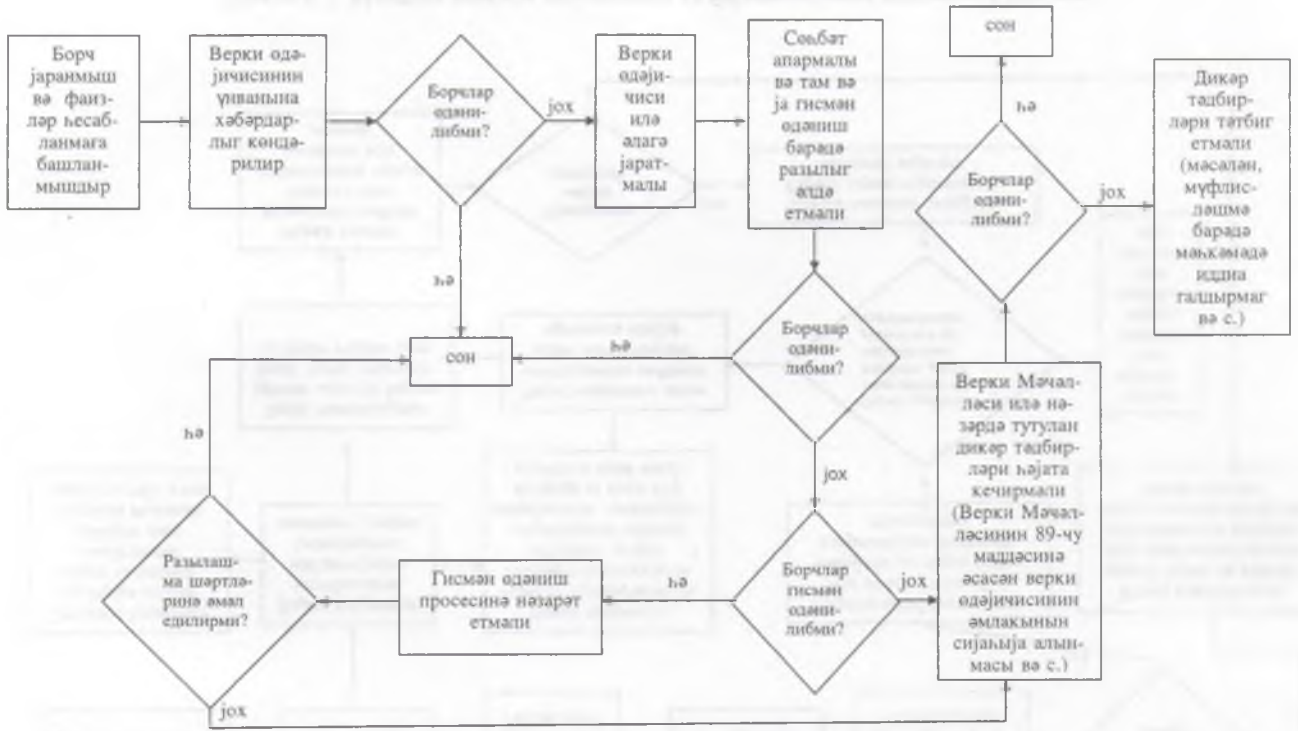 Борч
јаранмыш
вә фаиз-
ләр һесаб-
ланмаға
башлан-
мышдыр
Верки өдә-
јичисинин
үнванына
хәбәрдар-
лыг көндә-
рилир
Борчлар
өдәни-
либми?
јох
Верки
өдәји-
чиси
илә
әлагә
јарат-
малы
Сөһбәт
апармалы
вә там вә
ја гисмән
өдәниш
барәдә
разылыг
әлдә
етмәли
сон
һә
Борчлар
өдәни-
либми?
јох
Дикәр
тәдбир-
ләри тәтбиг
етмәли
(мәсәлән,
мүфлис-
ләшмә
барәдә
мәһкәмәдә
иддиа
галдырмаг
вә с.)
һә
сон
һә
Борчлар
өдәни-
либми?
јох
Верки Мәчәл-
ләси илә нә-
зәрдә тутулан
дикәр тәдбир-
ләри һәјата
кечирмәли
(Верки Мәчәл-
ләсинин 89-чу
маддәсинә
әсасән верки
өдәјичисинин
әмлакынын
сијаһыја алын-
масы вә с.)
һә
Разылаш-
ма шәртлә-
ринә әмәл
едилирми?
Гисмән өдәниш
просесинә нәзарәт
етмәли
һә
Борчлар
гисмән
өдәни-
либми?
јох
јох